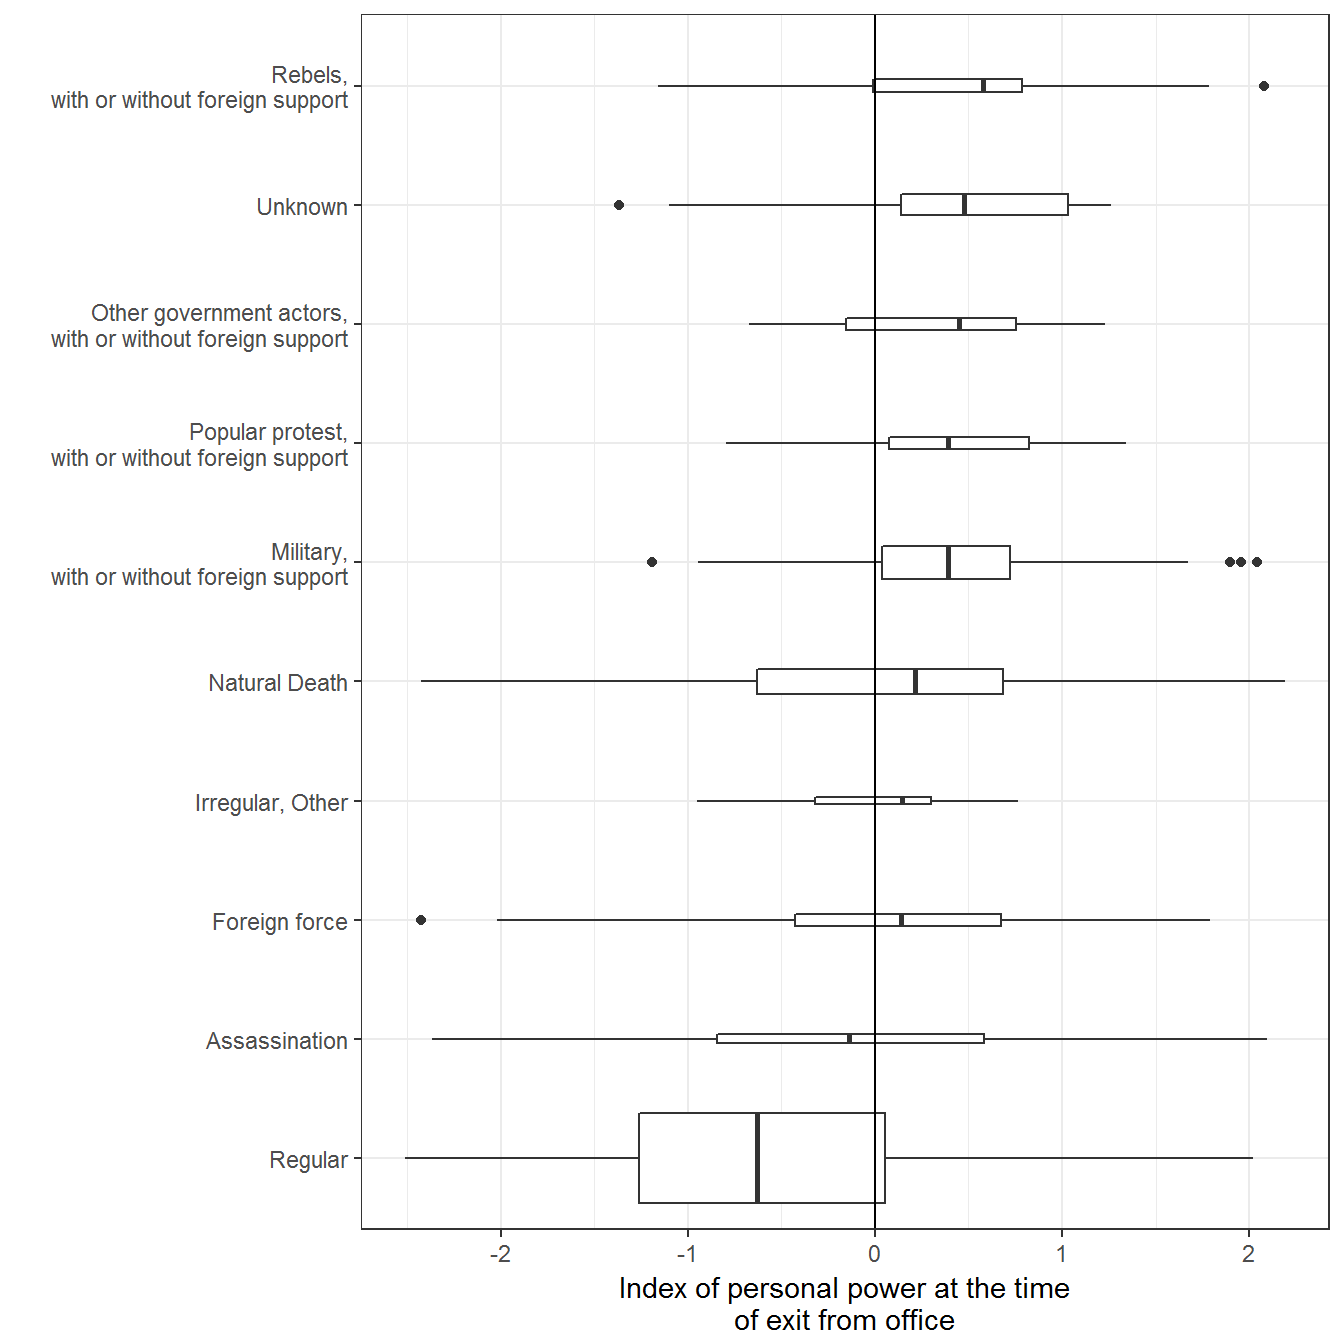 Rebels,
with or without foreign support
Unknown
Other government actors,
with or without foreign support
Popular protest,
with or without foreign support
Military,
with or without foreign support
Natural Death
Irregular, Other
Foreign force
Assassination
Regular
-2 -1 0 1 2
Index of personal power at the time
of exit from office